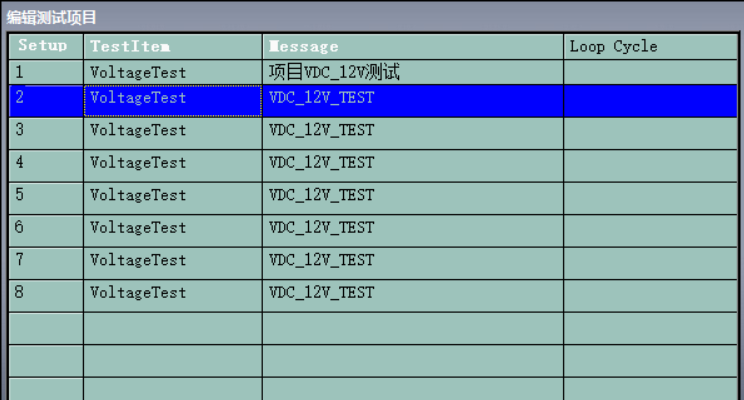 编辑测试项目
Setup TestItem Message Loop Cycle
1 VoltageTest 项目VDC_12V测试
2 VoltageTest VDC_12V_TEST
3 VoltageTest VDC_12V_TEST
4 VoltageTest VDC_12V_TEST
5 VoltageTest VDC_12V_TEST
6 VoltageTest VDC_12V_TEST
7 VoltageTest VDC_12V_TEST
8 VoltageTest VDC_12V_TEST